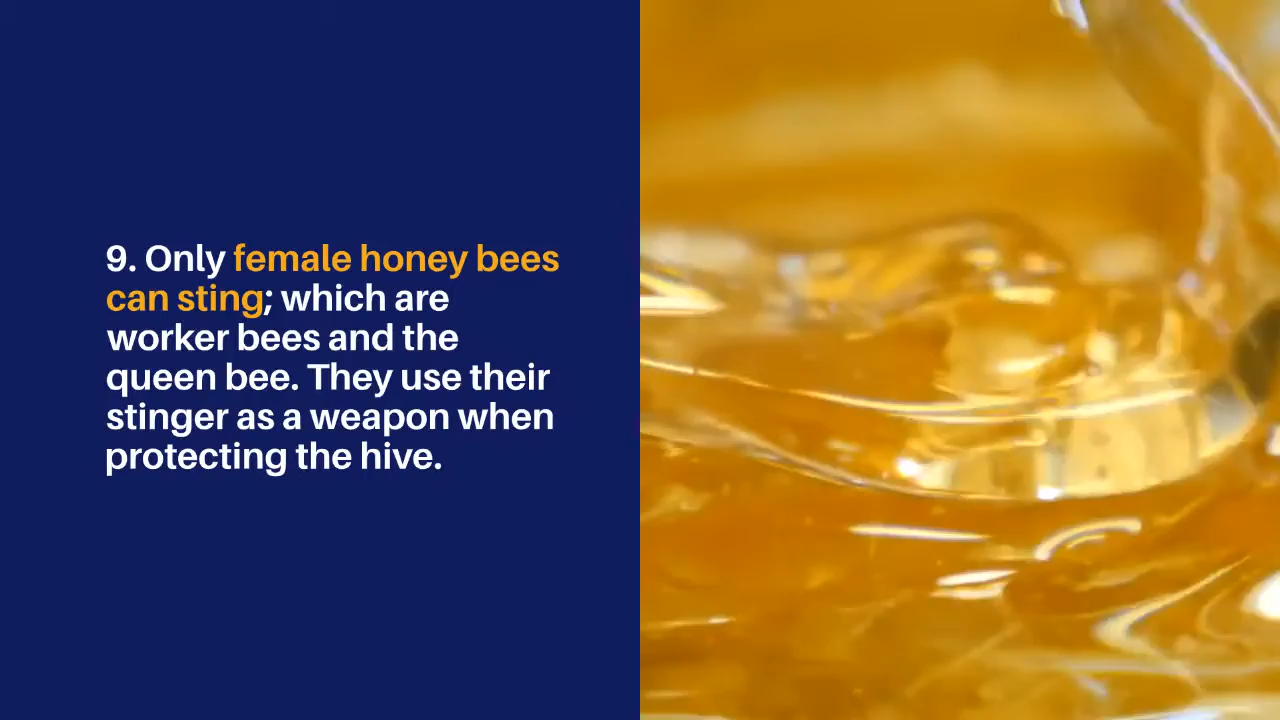 9. Only female honey bees
can sting; which are
worker bees and the
queen bee. They use their
stinger as a weapon when
protecting the hive.